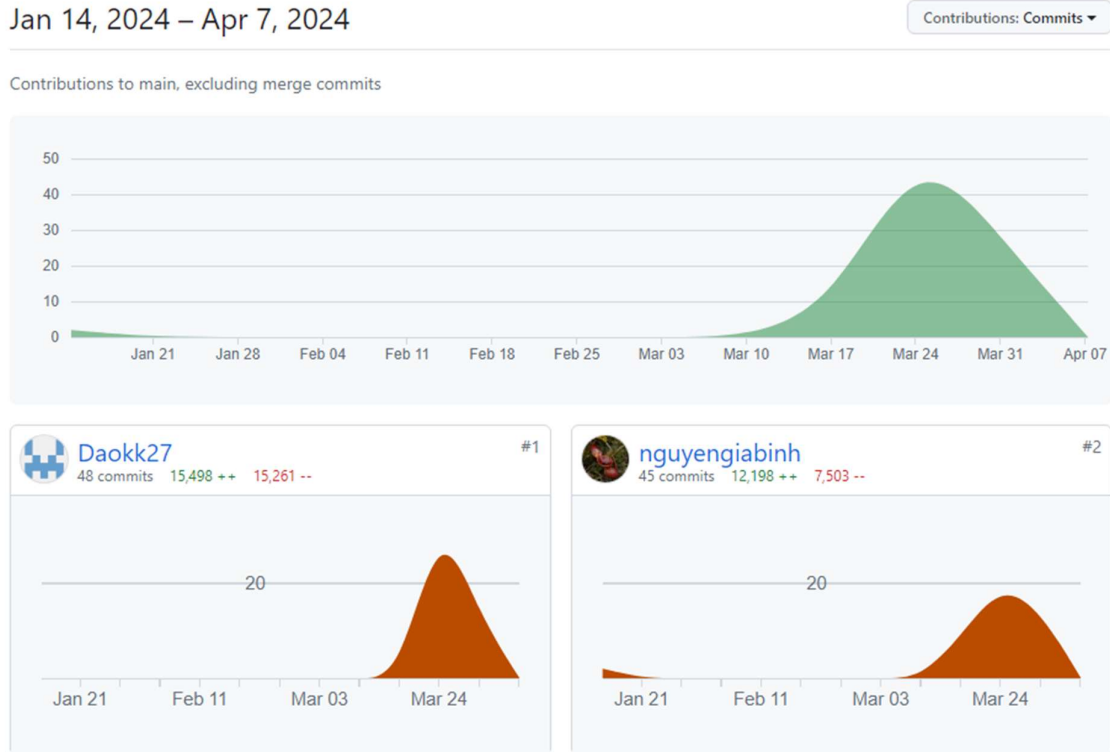 Jan 14, 2024 – Apr 7, 2024
Contributions: Commits
Contributions to main, excluding merge commits
50
40
30
20
10
0
Jan 21 Jan 28 Feb 04 Feb 11 Feb 18 Feb 25 Mar 03 Mar 10 Mar 17 Mar 24 Mar 31 Apr 07
Daokk27 #1
48 commits 15,498 ++ 15,261 --
20
Jan 21 Feb 11 Mar 03 Mar 24
nguyengiabinh #2
45 commits 12,198 ++ 7,503 --
20
Jan 21 Feb 11 Mar 03 Mar 24